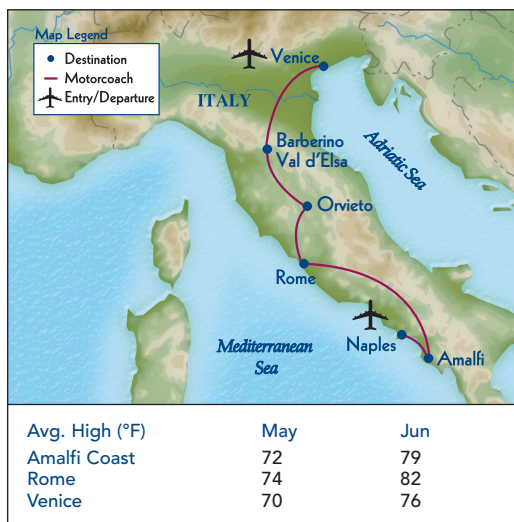 Map Legend
Destination
Motorcoach
Entry/Departure
Venice
ITALY
Barberino
Val d'Elsa
Adriatic Sea
Orvieto
Rome
Naples
Amalfi
Mediterranean
Sea
Avg. High (°F) May Jun
Amalfi Coast 72 79
Rome 74 82
Venice 70 76